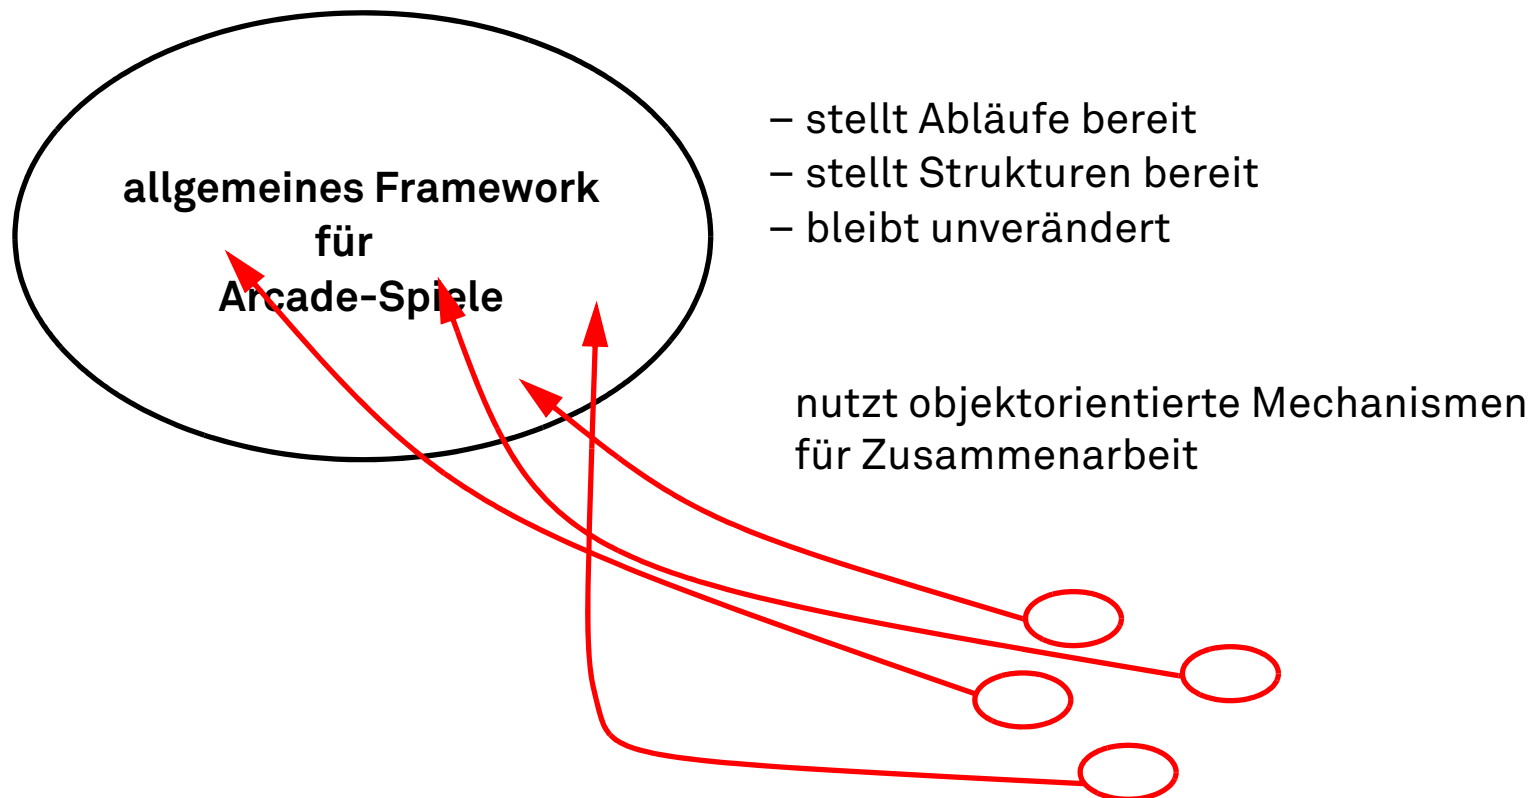 allgemeines Framework
für
Arcade-Spiele
– stellt Abläufe bereit
– stellt Strukturen bereit
– bleibt unverändert
nutzt objektorientierte Mechanismen
für Zusammenarbeit